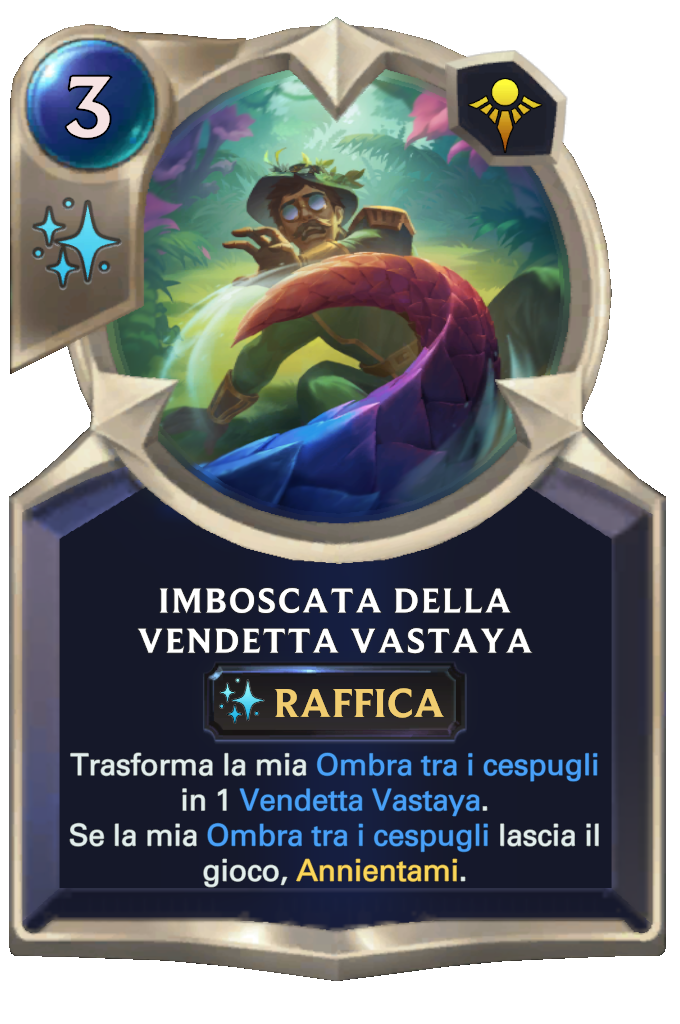 3
IMBOSCATA DELLA
VENDETTA VASTAYA
RAFFICA
Trasforma la mia Ombra tra i cespugli
in 1 Vendetta Vastaya.
Se la mia Ombra tra i cespugli lascia il
gioco, Annientami.